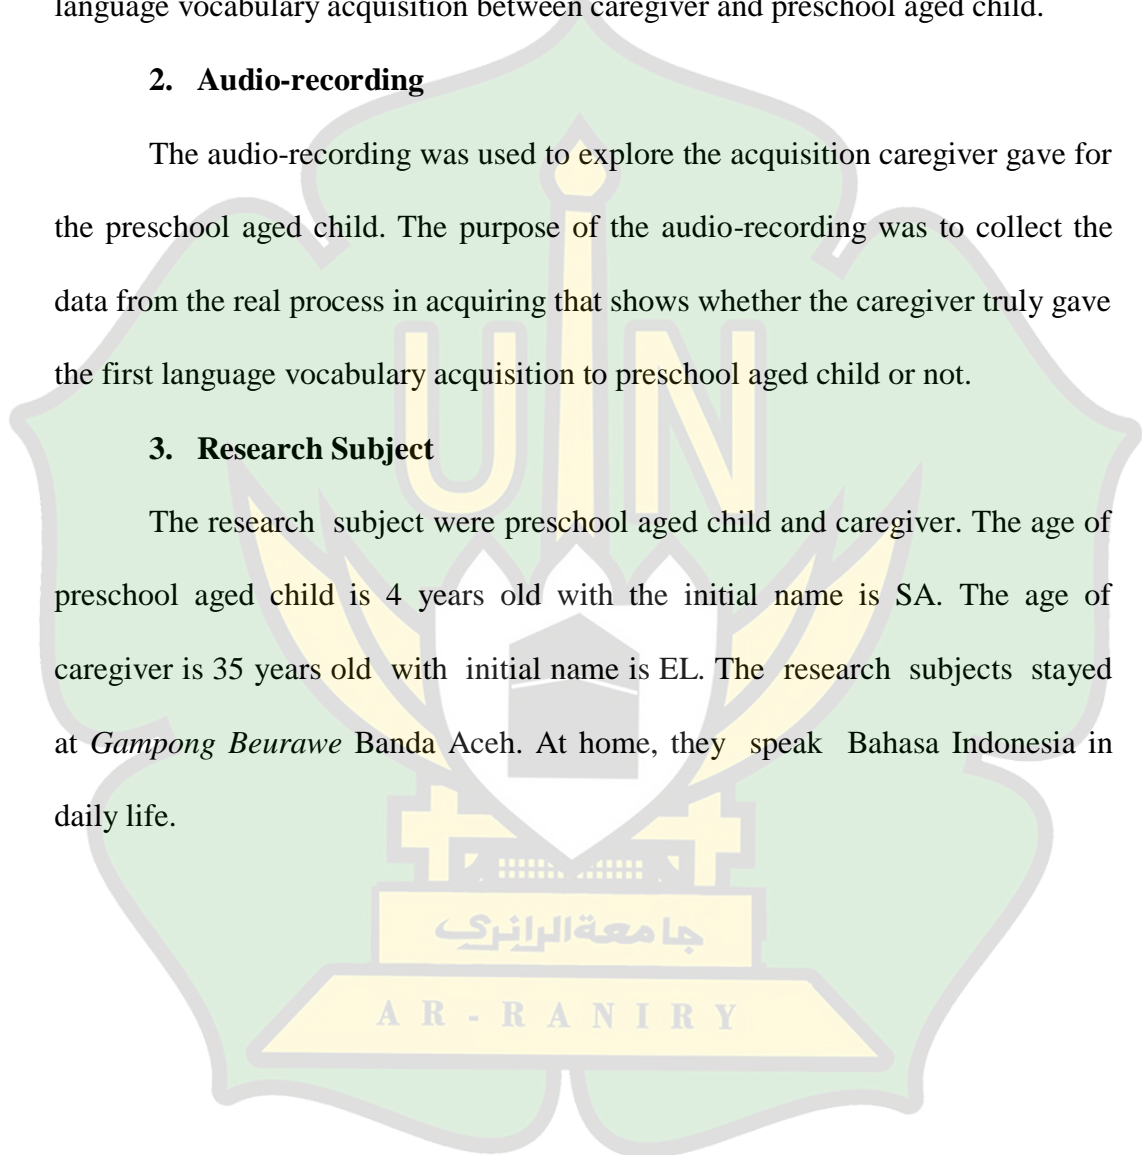 language vocabulary acquisition between caregiver and preschool aged child.
2. Audio-recording
The audio-recording was used to explore the acquisition caregiver gave for
the preschool aged child. The purpose of the audio-recording was to collect the
data from the real process in acquiring that shows whether the caregiver truly gave
the first language vocabulary acquisition to preschool aged child or not.
3. Research Subject
The research subject were preschool aged child and caregiver. The age of
preschool aged child is 4 years old with the initial name is SA. The age of
caregiver is 35 years old with initial name is EL. The research subjects stayed
at Gampong Beurawe Banda Aceh. At home, they speak Bahasa Indonesia in
daily life.
UIN
جامعة الرانري
AR-RANIRY